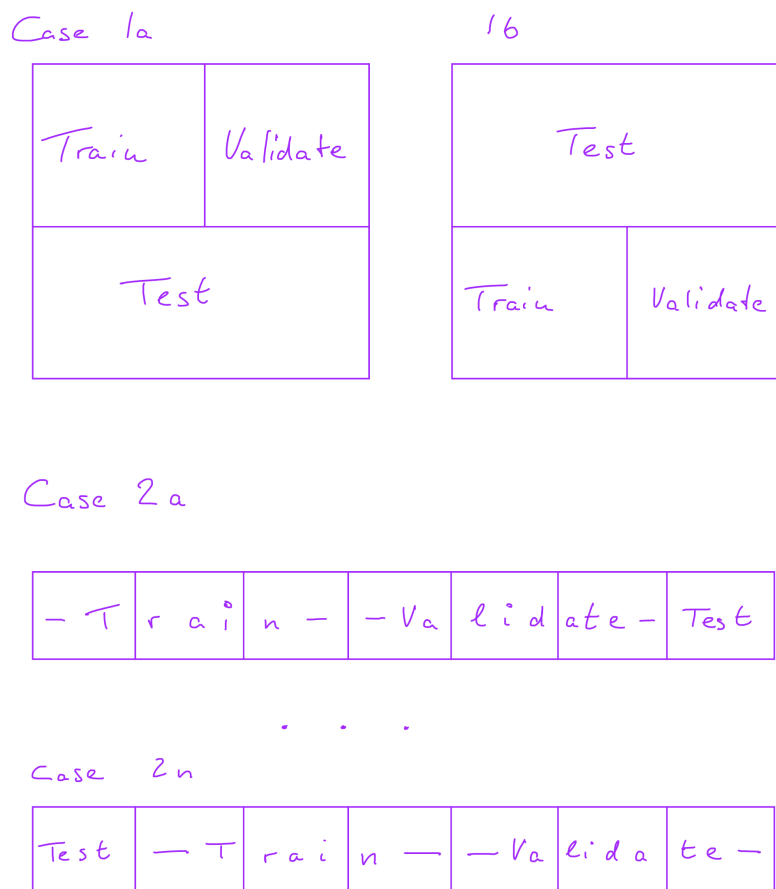 Case 1a 1b
Train Validate Test
Test Train Validate
Case 2a
- Train - - Validate - Test
. . .
Case 2n
Test - Train - - Validate -